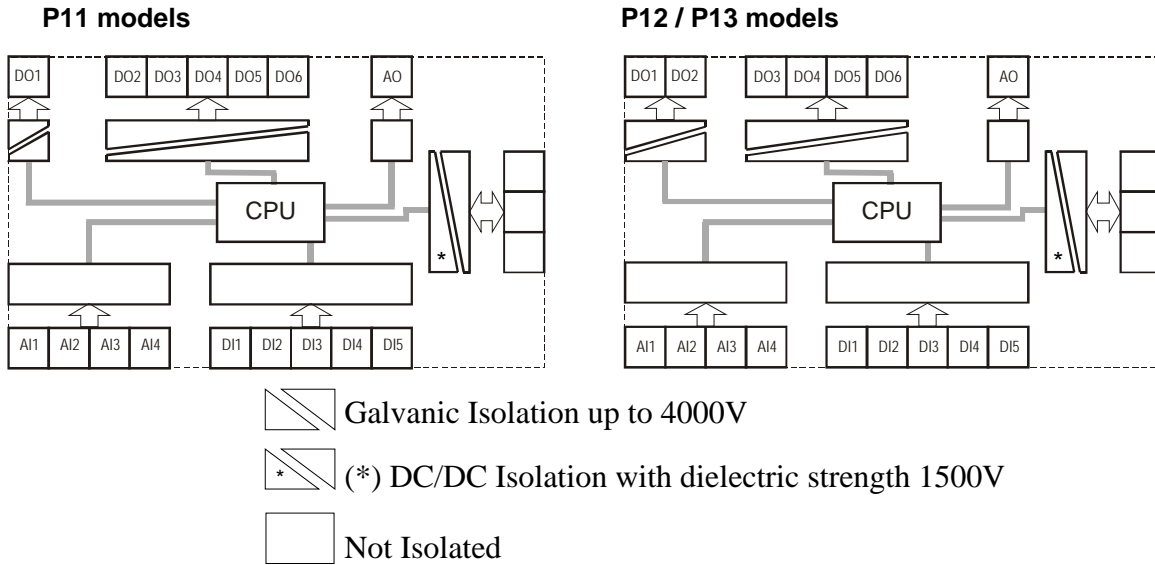 P11 models
P12 / P13 models
DO1 DO2 DO3 DO4 DO5 DO6 AO
DO1 DO2 DO3 DO4 DO5 DO6 AO
CPU
CPU
*
*
AI1 AI2 AI3 AI4 DI1 DI2 DI3 DI4 DI5
AI1 AI2 AI3 AI4 DI1 DI2 DI3 DI4 DI5
Galvanic Isolation up to 4000V
* (*) DC/DC Isolation with dielectric strength 1500V
Not Isolated